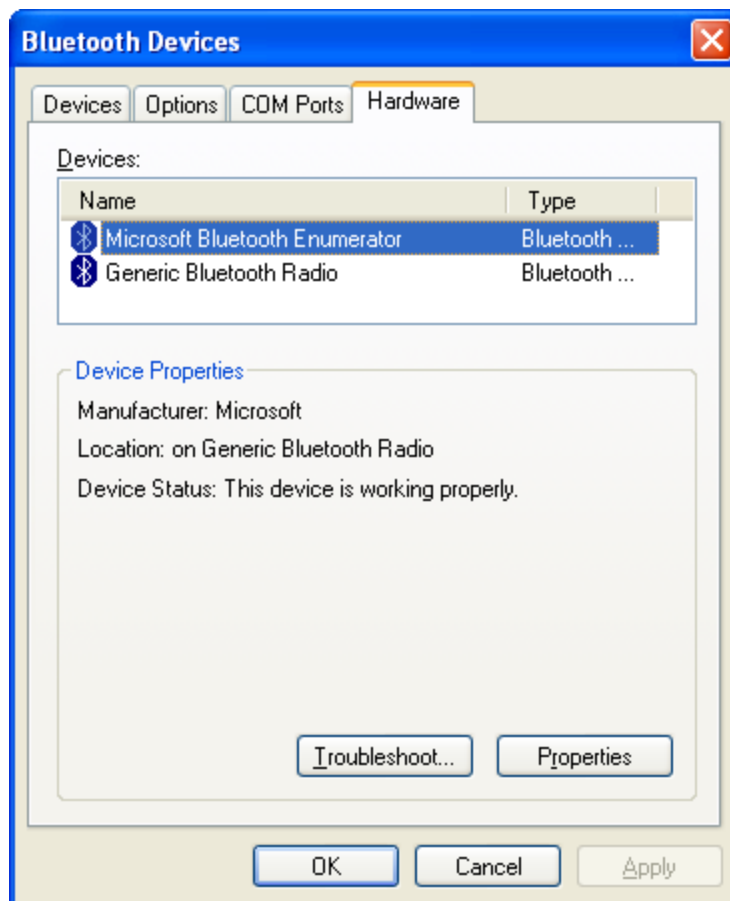 Bluetooth Devices
Devices Options COM Ports Hardware
Devices:
Name Type
Microsoft Bluetooth Enumerator Bluetooth ...
Generic Bluetooth Radio Bluetooth ...
Device Properties
Manufacturer: Microsoft
Location: on Generic Bluetooth Radio
Device Status: This device is working properly.
Troubleshoot... Properties
OK Cancel Apply